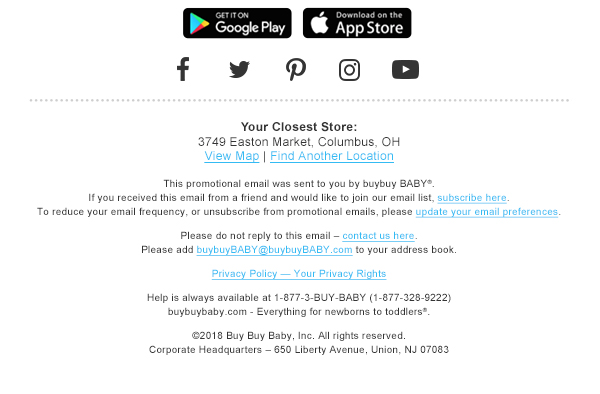 GET IT ON
Google Play
Download on the
App Store
Your Closest Store:
3749 Easton Market, Columbus, OH
View Map | Find Another Location
This promotional email was sent to you by buybuy BABY®.
If you received this email from a friend and would like to join our email list, subscribe here.
To reduce your email frequency, or unsubscribe from promotional emails, please update your email preferences.
Please do not reply to this email – contact us here.
Please add buybuyBABY@buybuyBABY.com to your address book.
Privacy Policy — Your Privacy Rights
Help is always available at 1-877-3-BUY-BABY (1-877-328-9222)
buybuybaby.com - Everything for newborns to toddlers®.
©2018 Buy Buy Baby, Inc. All rights reserved.
Corporate Headquarters – 650 Liberty Avenue, Union, NJ 07083